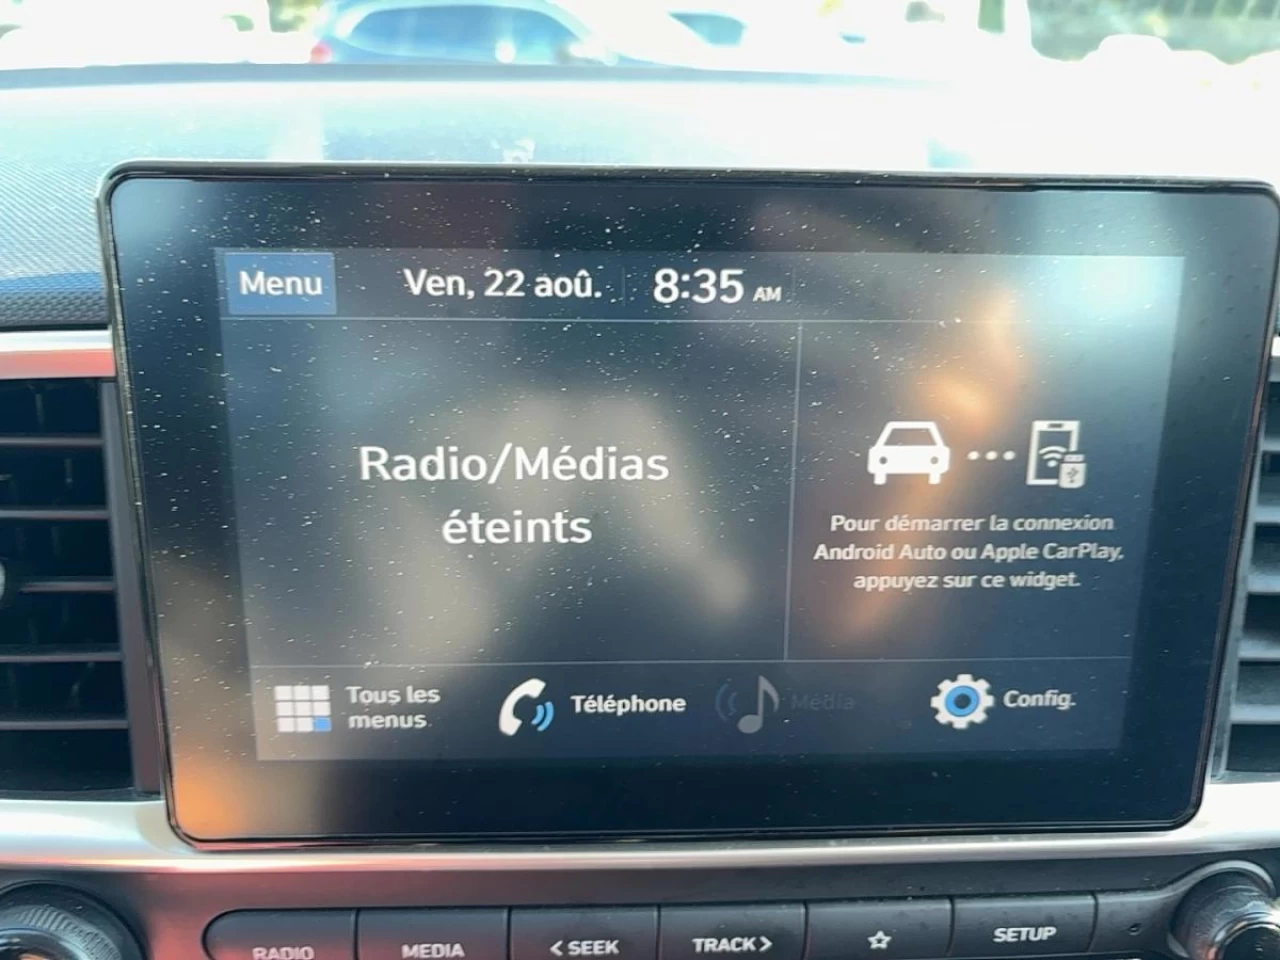 Menu
Ven, 22 aoû.
8:35 AM
Radio/Médias
éteints
Pour démarrer la connexion
Android Auto ou Apple CarPlay,
appuyez sur ce widget.
Tous les
menus
Téléphone
Média
Config.
RADIO
MEDIA
< SEEK
TRACK >
SETUP